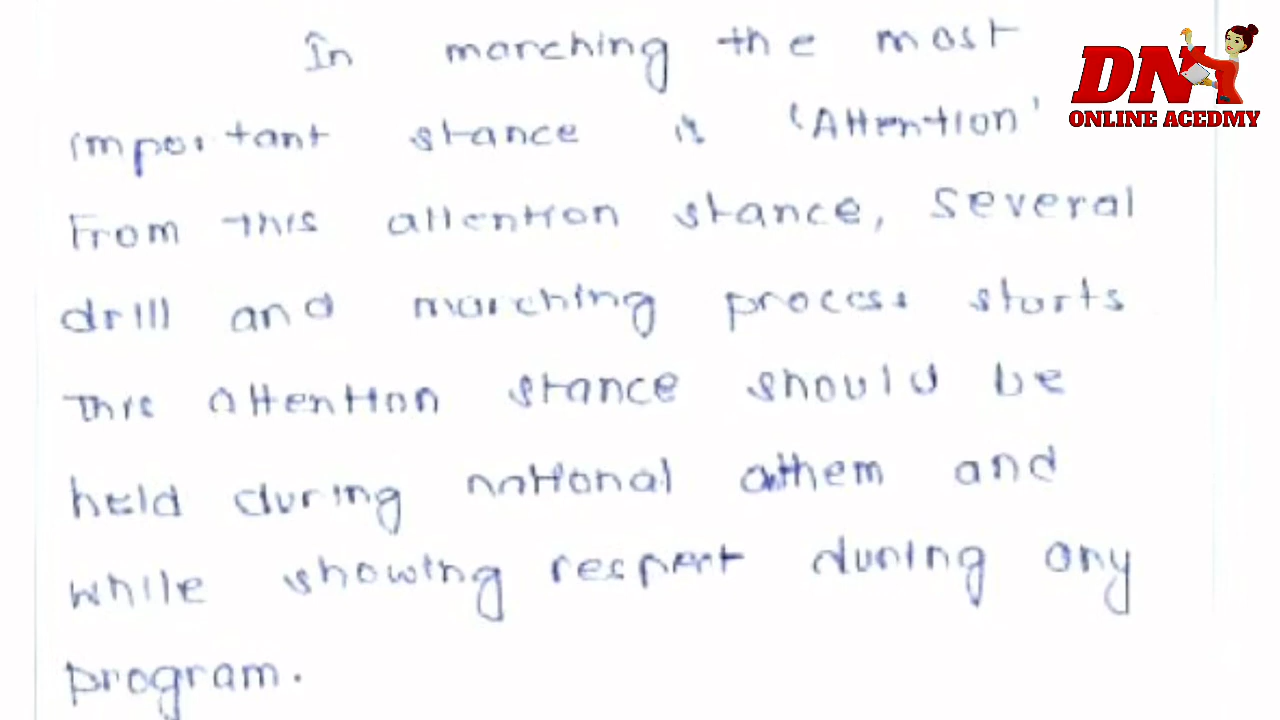 In marching the most
important stance is 'Attention'
From this attention stance, several
drill and marching process starts
This attention stance should be
held during national anthem and
while showing respect during any
program.
DN
ONLINE ACEDMY